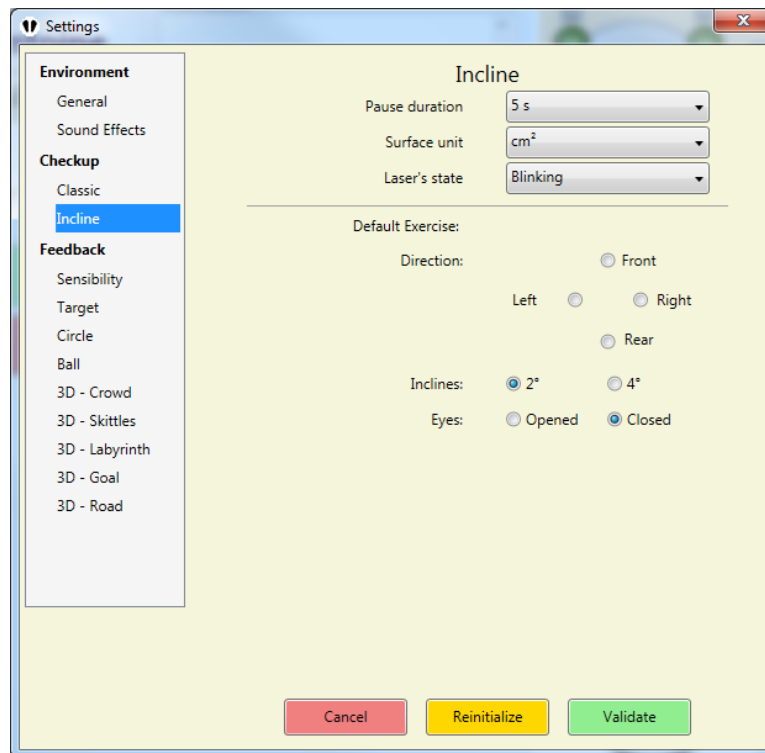 Settings
Environment
General
Sound Effects
Checkup
Classic
Incline
Feedback
Sensibility
Target
Circle
Ball
3D - Crowd
3D - Skittles
3D - Labyrinth
3D - Goal
3D - Road
Incline
Pause duration 5 s
Surface unit cm²
Laser's state Blinking
Default Exercise:
Direction: Front
Left Right
Rear
Inclines: 2° 4°
Eyes: Opened Closed
Cancel Reinitialize Validate